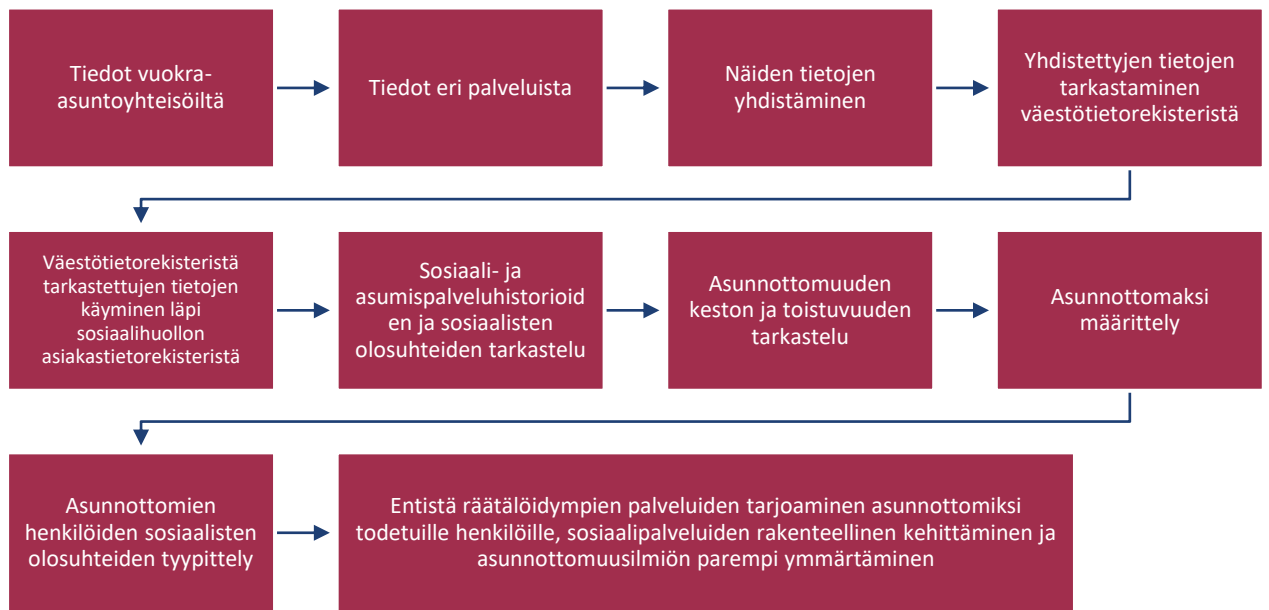 Tiedot vuokra-
asuntoyhteisöiltä
Tiedot eri palveluista
Näiden tietojen
yhdistäminen
Yhdistettyjen tietojen
tarkastaminen
väestötietorekisteristä
Väestötietorekisteristä
tarkastettujen tietojen
käyminen läpi
sosiaalihuollon
asiakastietorekisteristä
Sosiaali- ja
asumispalveluhistorioid
en ja sosiaalisten
olosuhteiden tarkastelu
Asunnottomuuden
keston ja toistuvuuden
tarkastelu
Asunnottomaksi
määrittely
Asunnottomien
henkilöiden sosiaalisten
olosuhteiden tyypittely
Entistä räätälöidympien palveluiden tarjoaminen asunnottomiksi
todetuille henkilöille, sosiaalipalveluiden rakenteellinen kehittäminen ja
asunnottomuusilmiön parempi ymmärtäminen